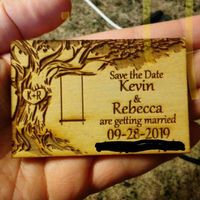 K+R
Save the Date
Kevin
&
Rebecca
are getting married
09-28-2019